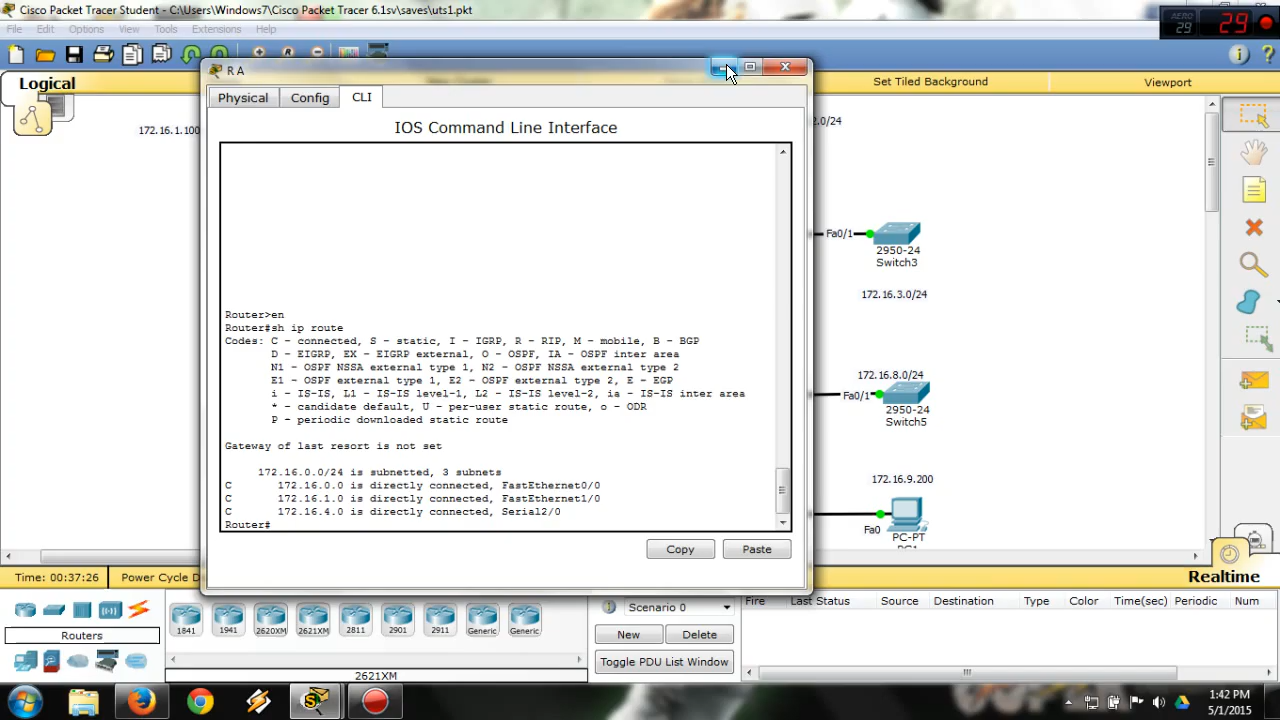 Cisco Packet Tracer Student - C:\Users\Windows7\Cisco Packet Tracer 6.1sv\saves\uts1.pkt
AERO
29
29
File Edit Options View Tools Extensions Help
R A
Logical
Set Tiled Background
Viewport
Physical
Config
CLI
172.16.1.100
2.0/24
IOS Command Line Interface
Fa0/1
2950-24
Switch3
172.16.3.0/24
Router>en
Router#sh ip route
Codes: C - connected, S - static, I - IGRP, R - RIP, M - mobile, B - BGP
D - EIGRP, EX - EIGRP external, O - OSPF, IA - OSPF inter area
N1 - OSPF NSSA external type 1, N2 - OSPF NSSA external type 2
E1 - OSPF external type 1, E2 - OSPF external type 2, E - EGP
i - IS-IS, L1 - IS-IS level-1, L2 - IS-IS level-2, ia - IS-IS inter area
* - candidate default, U - per-user static route, o - ODR
P - periodic downloaded static route
Gateway of last resort is not set
172.16.0.0/24 is subnetted, 3 subnets
C 172.16.0.0 is directly connected, FastEthernet0/0
C 172.16.1.0 is directly connected, FastEthernet1/0
C 172.16.4.0 is directly connected, Serial2/0
Router#
172.16.8.0/24
Fa0/1
2950-24
Switch5
172.16.9.200
Fa0
PC-PT
Copy
Paste
Time: 00:37:26
Power Cycle D
Realtime
Routers
1841
1941
2620XM
2621XM
2811
2901
2911
Generic
Generic
2621XM
Scenario 0
New
Delete
Toggle PDU List Window
Fire Last Status Source Destination Type Color Time(sec) Periodic Num
1:42 PM
5/1/2015